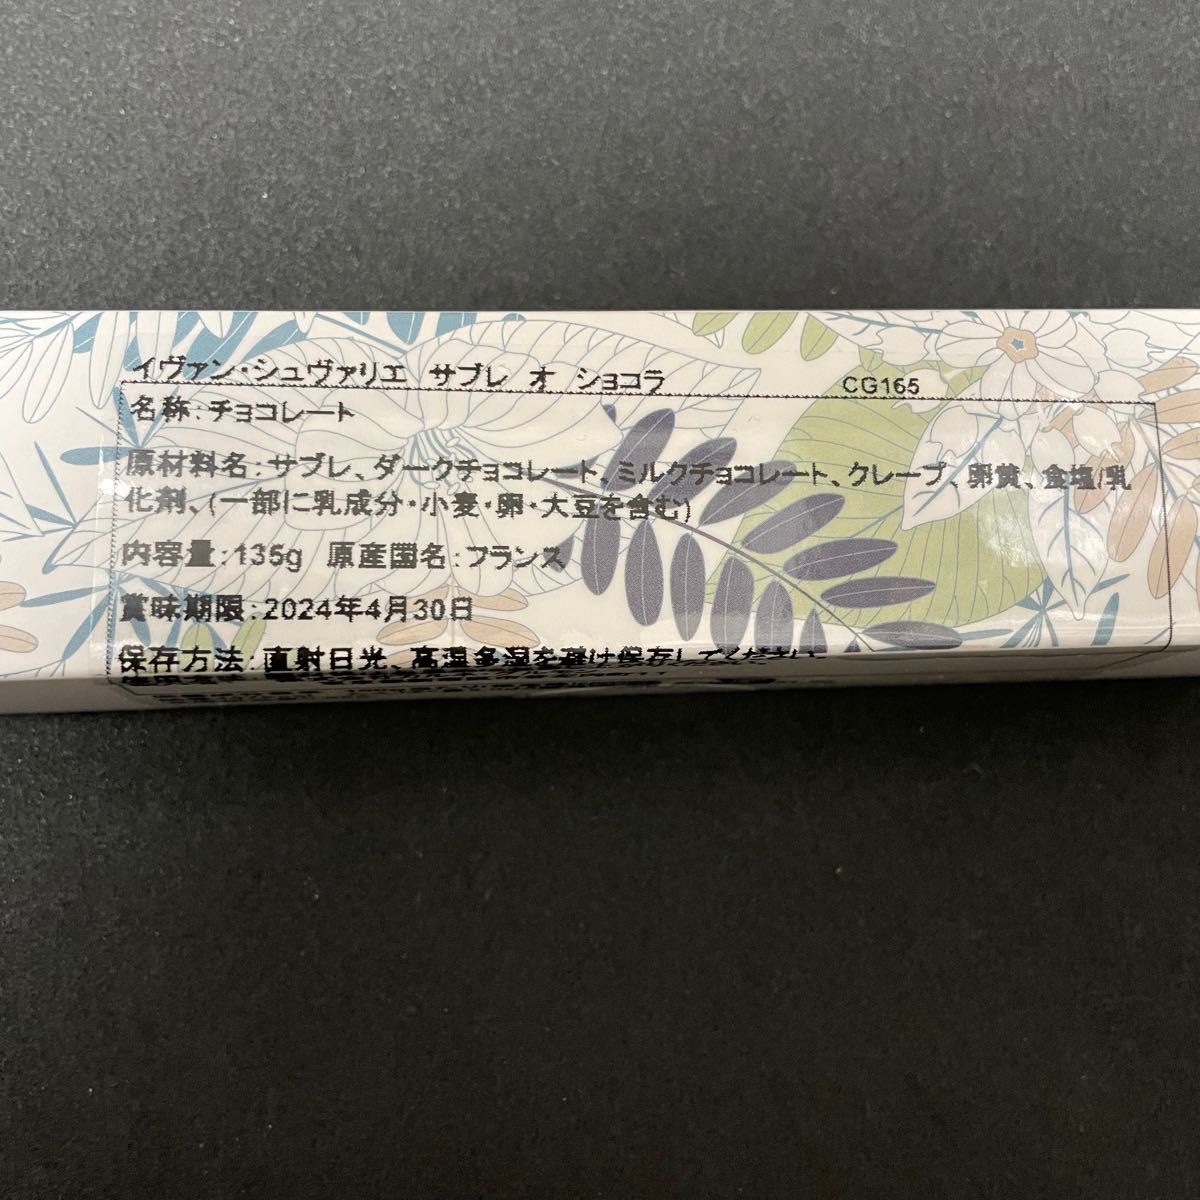 イヴァン・シュヴァリエ サブレ オ ショコラ CG165
名称:チョコレート
原材料名:サブレ、ダークチョコレート、ミルクチョコレート、クレープ、卵黄、食塩/乳
化剤、(一部に乳成分・小麦・卵・大豆を含む)
内容量:135g 原産国名:フランス
賞味期限:2024年4月30日
保存方法:直射日光、高温多湿を避け保存してください